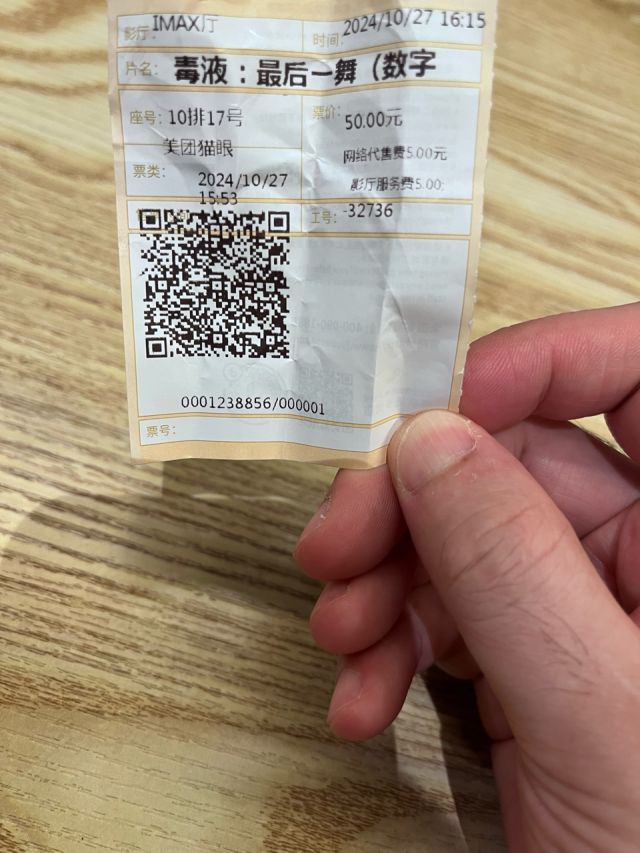 影厅: IMAX厅 时间: 2024/10/27 16:15
片名: 毒液：最后一舞（数字
座号: 10排17号 票价: 50.00元
美团猫眼 网络代售费5.00元
票类: 影厅服务费5.00:
2024/10/27
15:53
工号: -32736
0001238856/000001
票号: